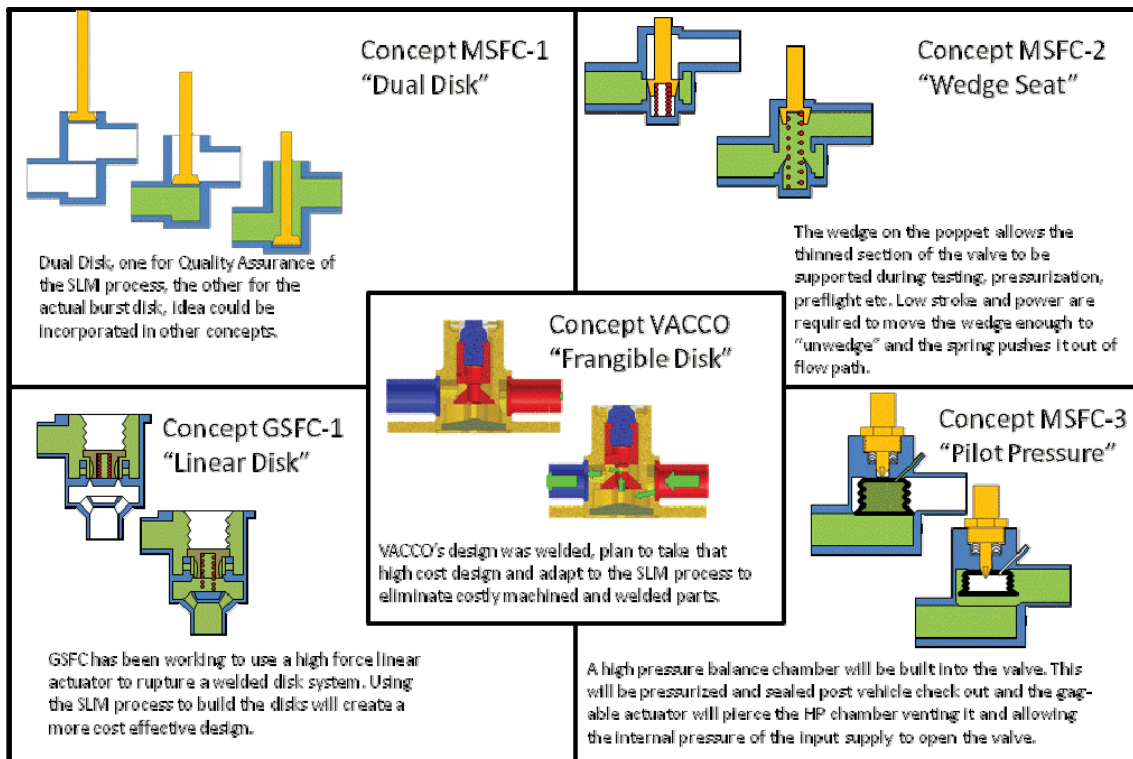 Concept MSFC-1
"Dual Disk"
Dual Disk, one for Quality Assurance of
the SLM process, the other for the
actual burst disk, idea could be
incorporated in other concepts.
Concept MSFC-2
"Wedge Seat"
The wedge on the poppet allows the
thinned section of the valve to be
supported during testing, pressurization,
preflight etc. Low stroke and power are
required to move the wedge enough to
"unwedge" and the spring pushes it out of
flow path.
Concept VACCO
"Frangible Disk"
VACCO's design was welded, plan to take that
high cost design and adapt to the SLM process to
eliminate costly machined and welded parts.
Concept GSFC-1
"Linear Disk"
GSFC has been working to use a high force linear
actuator to rupture a welded disk system. Using
the SLM process to build the disks will create a
more cost effective design.
Concept MSFC-3
"Pilot Pressure"
A high pressure balance chamber will be built into the valve. This
will be pressurized and sealed post vehicle check out and the gag-
able actuator will pierce the HP chamber venting it and allowing
the internal pressure of the input supply to open the valve.